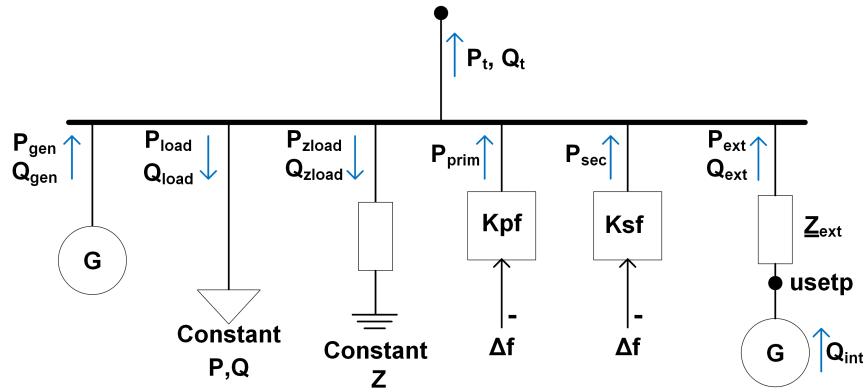 Pt, Qt
Pgen
Qgen
Pload
Qload
Pzload
Qzload
Pprim
Psec
Pext
Qext
Kpf
Ksf
Zext
G
usetp
Constant
P,Q
Constant
Z
-
Δf
-
Δf
G
Qint